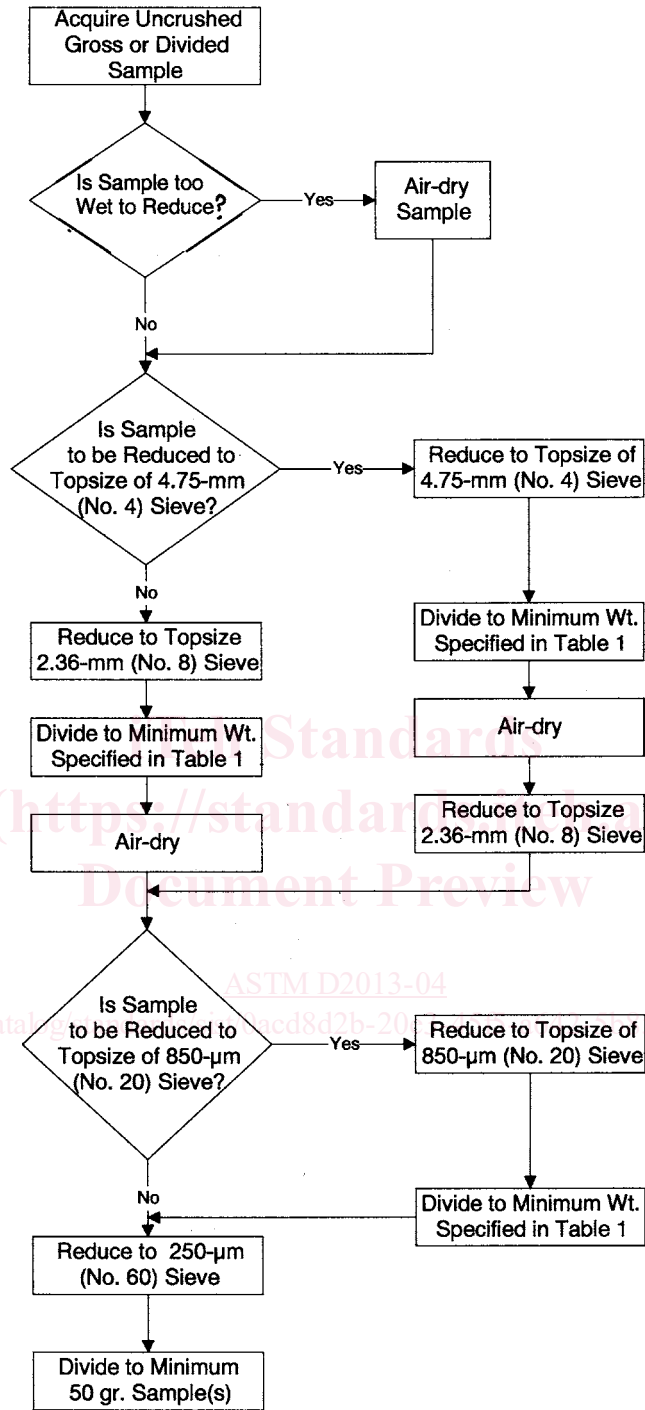 Acquire Uncrushed
Gross or Divided
Sample
Is Sample too
Wet to Reduce?
Yes
Air-dry
Sample
No
Is Sample
to be Reduced to
Topsize of 4.75-mm
(No. 4) Sieve?
Yes
Reduce to Topsize of
4.75-mm (No. 4) Sieve
No
Divide to Minimum Wt.
Specified in Table 1
Reduce to Topsize
2.36-mm (No. 8) Sieve
Air-dry
Divide to Minimum Wt.
Specified in Table 1
Reduce to Topsize
2.36-mm (No. 8) Sieve
Air-dry
Standards
(https://standards
Document Preview
ASTM D2013-04
Is Sample
to be Reduced to
Topsize of 850-µm
(No. 20) Sieve?
Yes
Reduce to Topsize of
850-µm (No. 20) Sieve
No
Divide to Minimum Wt.
Specified in Table 1
Reduce to 250-µm
(No. 60) Sieve
Divide to Minimum
50 gr. Sample(s)